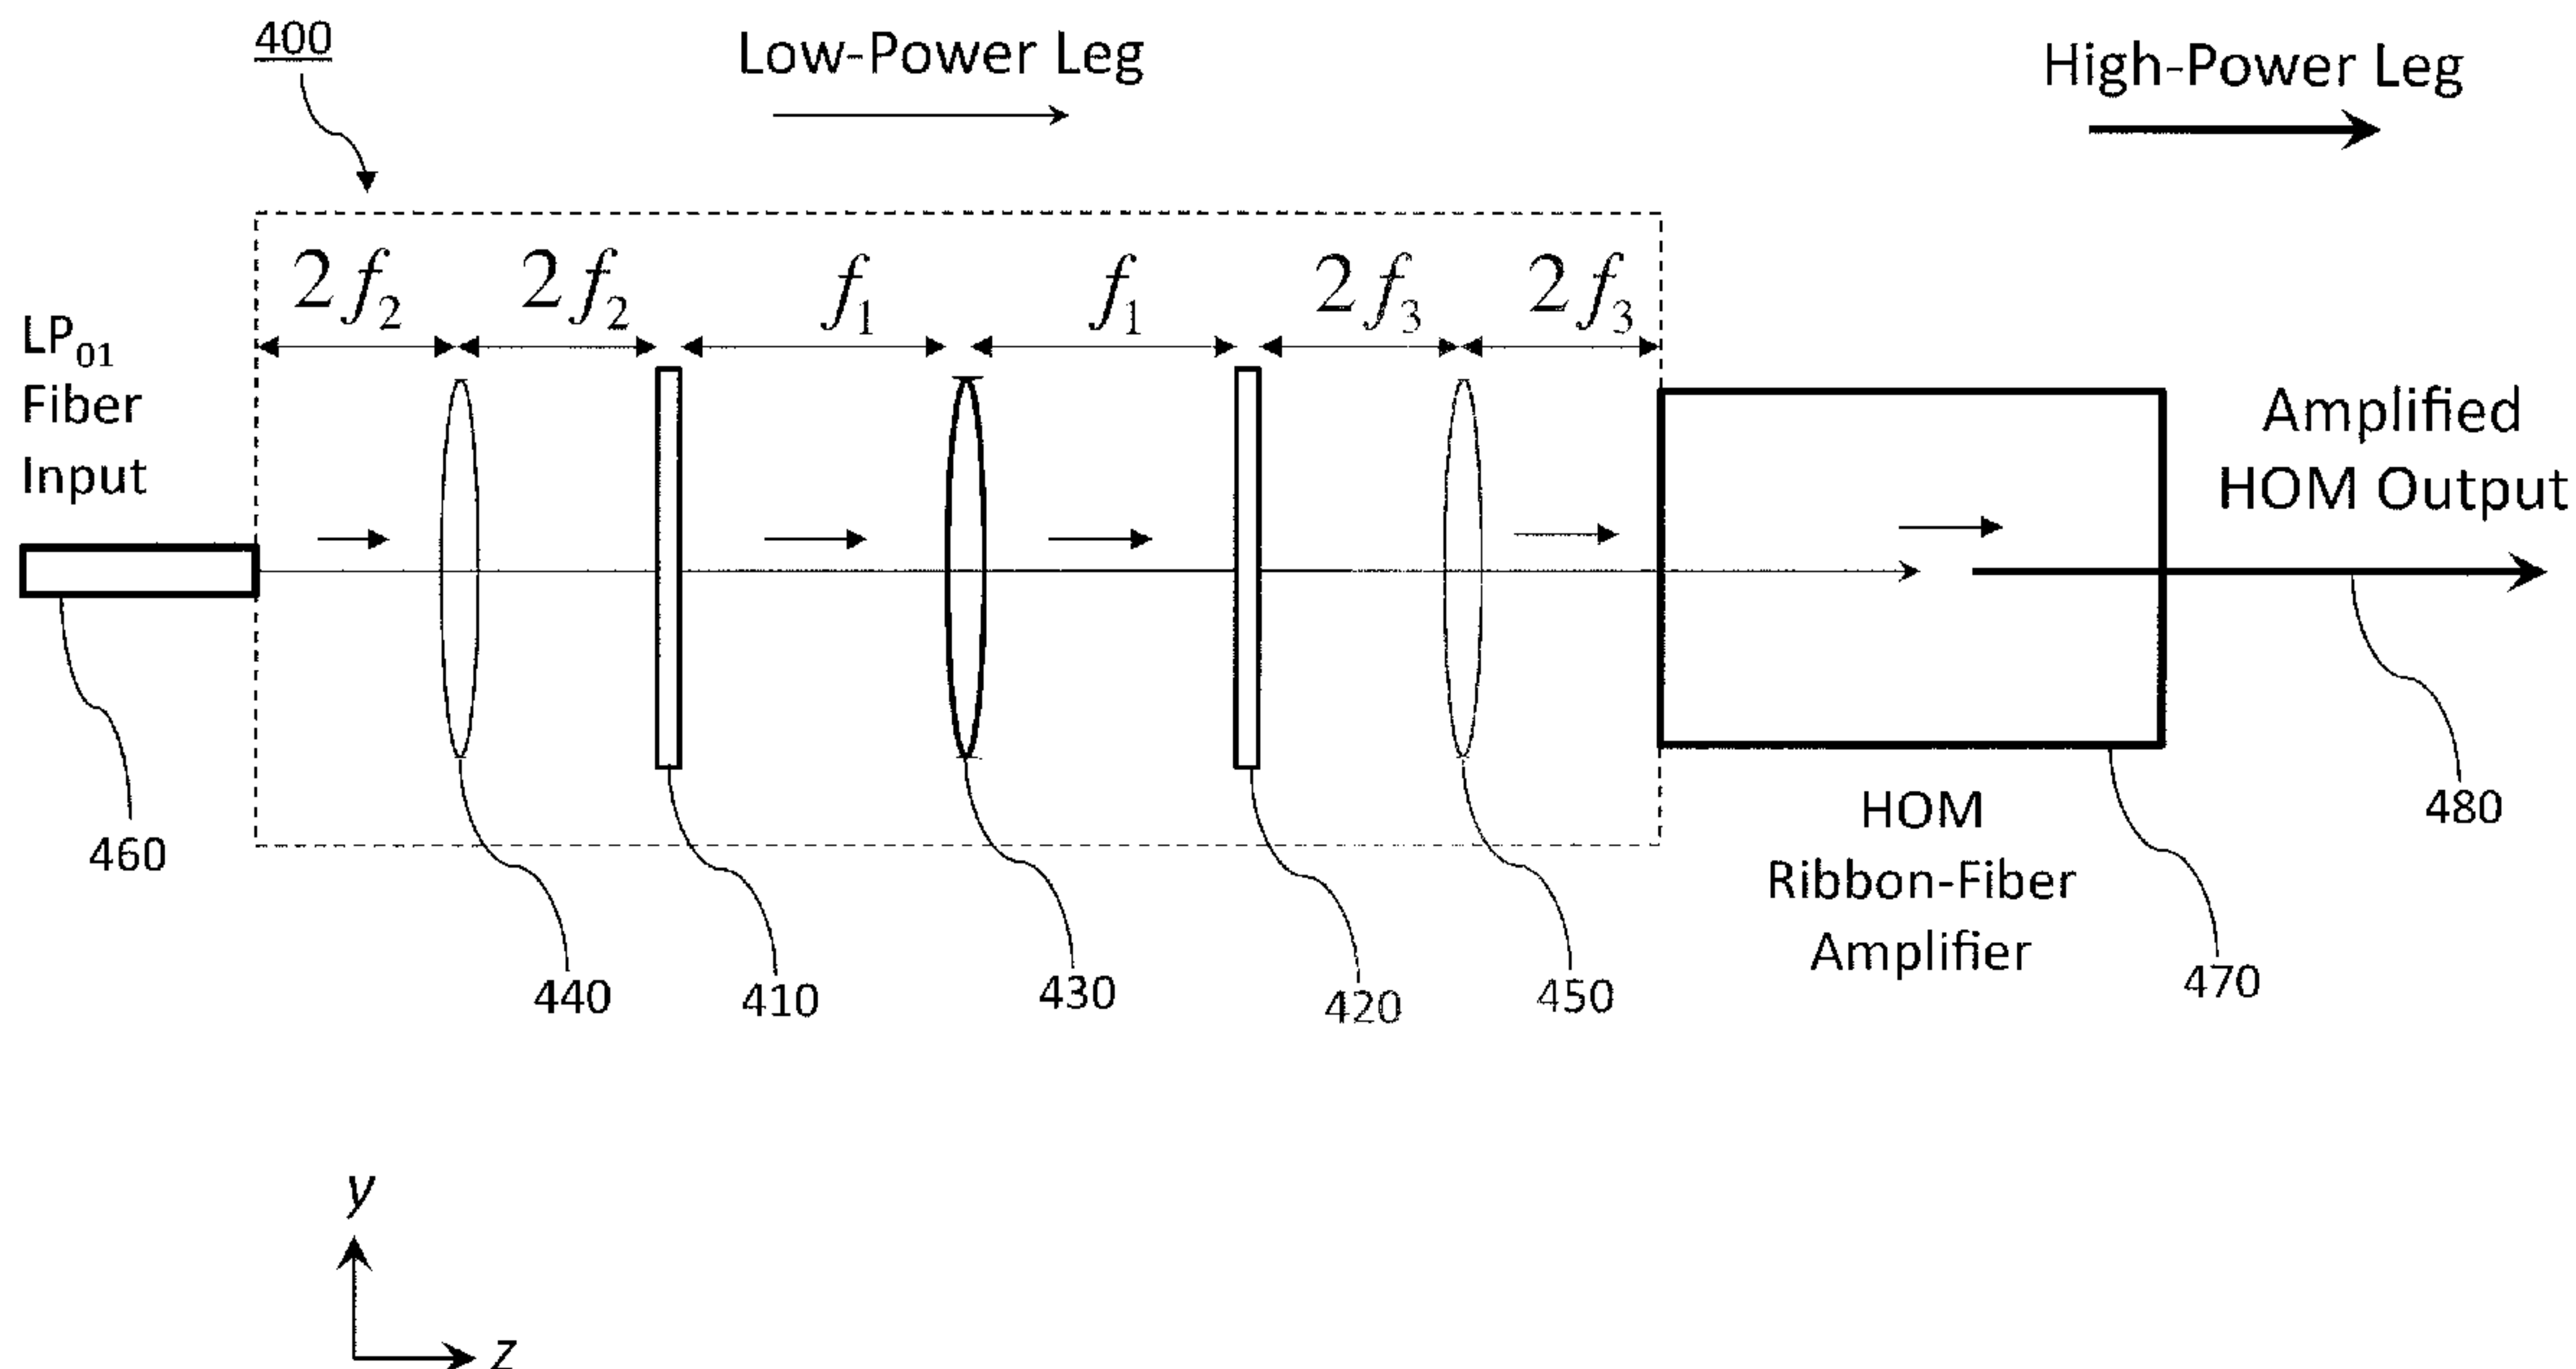 400
Low-Power Leg
High-Power Leg
2f₂ 2f₂ f₁ f₁ 2f₃ 2f₃
LP₀₁
Fiber
Input
Amplified
HOM Output
460
440
410
430
420
450
HOM
Ribbon-Fiber
Amplifier
470
480
y
z